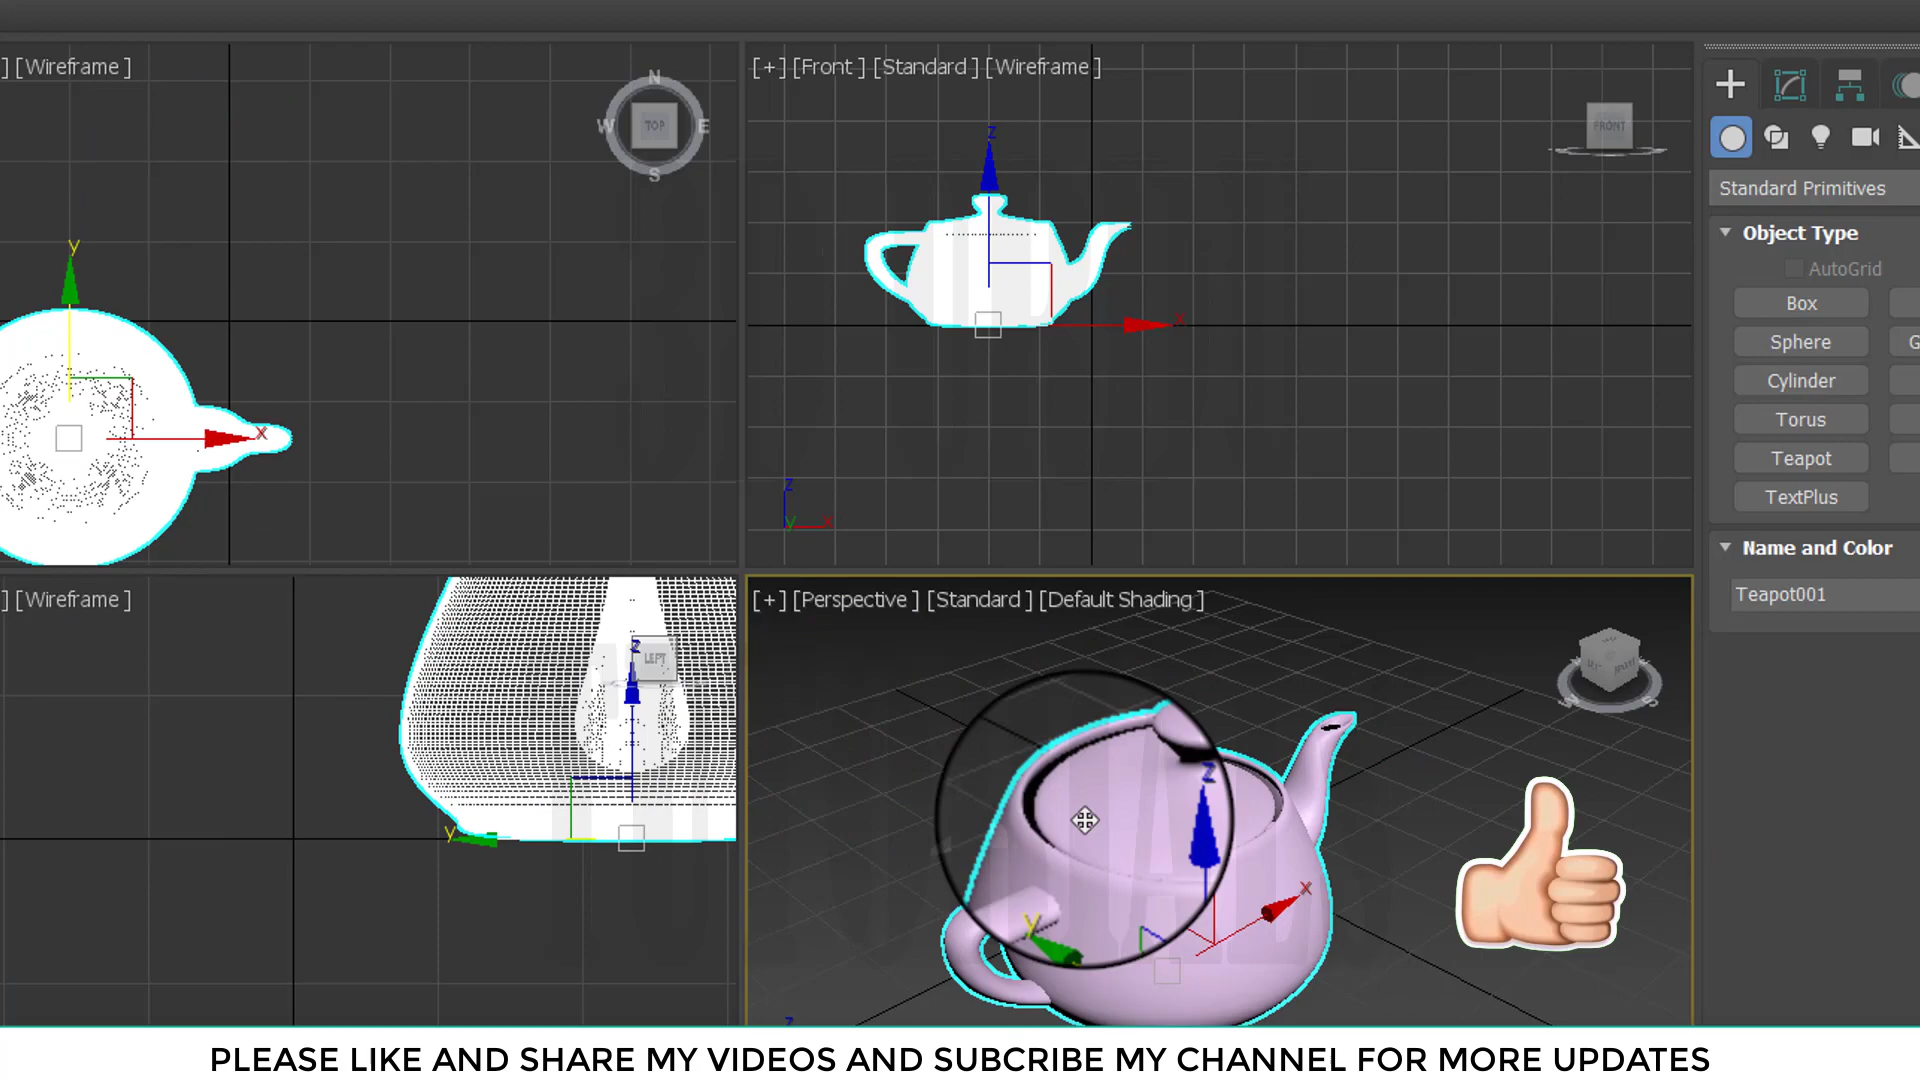 ] [Wireframe ]
N
W
TOP
E
S
y
x
[+] [Front ] [Standard ] [Wireframe ]
FRONT
z
x
z
y
x
Standard Primitives
Object Type
AutoGrid
Box
Sphere
G
Cylinder
Torus
Teapot
TextPlus
Name and Color
Teapot001
] [Wireframe ]
z
LEFT
y
[+] [Perspective ] [Standard ] [Default Shading ]
z
x
y
z
PLEASE LIKE AND SHARE MY VIDEOS AND SUBCRIBE MY CHANNEL FOR MORE UPDATES